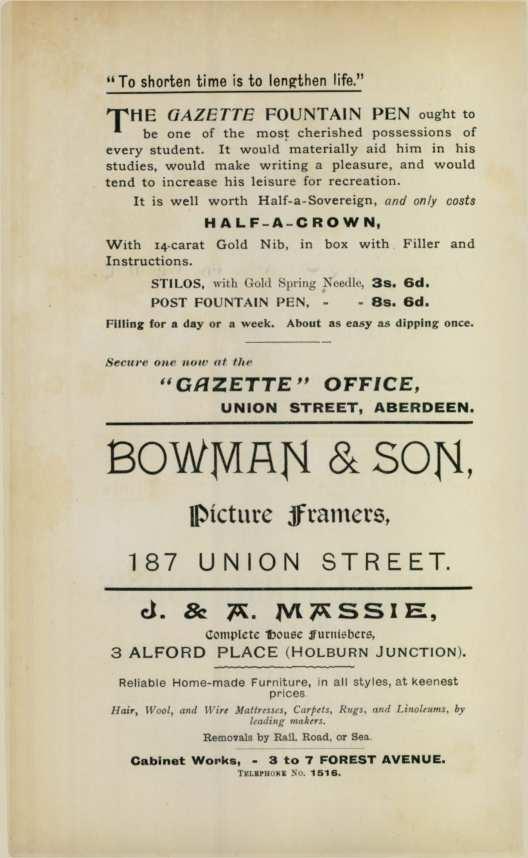 "To shorten time is to lengthen life."
THE GAZETTE FOUNTAIN PEN ought to
be one of the most cherished possessions of
every student. It would materially aid him in his
studies, would make writing a pleasure, and would
tend to increase his leisure for recreation.
It is well worth Half-a-Sovereign, and only costs
HALF-A-CROWN,
With 14-carat Gold Nib, in box with Filler and
Instructions.
STILOS, with Gold Spring Needle, 3s. 6d.
POST FOUNTAIN PEN, - - 8s. 6d.
Filling for a day or a week. About as easy as dipping once.
Secure one now at the
"GAZETTE" OFFICE,
UNION STREET, ABERDEEN.
BOWMAN & SON,
Picture Framers,
187 UNION STREET.
J. & A. MASSIE,
Complete House Furnishers,
3 ALFORD PLACE (HOLBURN JUNCTION).
Reliable Home-made Furniture, in all styles, at keenest
prices.
Hair, Wool, and Wire Mattresses, Carpets, Rugs, and Linoleums, by
leading makers.
Removals by Rail, Road, or Sea.
Cabinet Works, - 3 to 7 FOREST AVENUE.
TELEPHONE No. 1516.